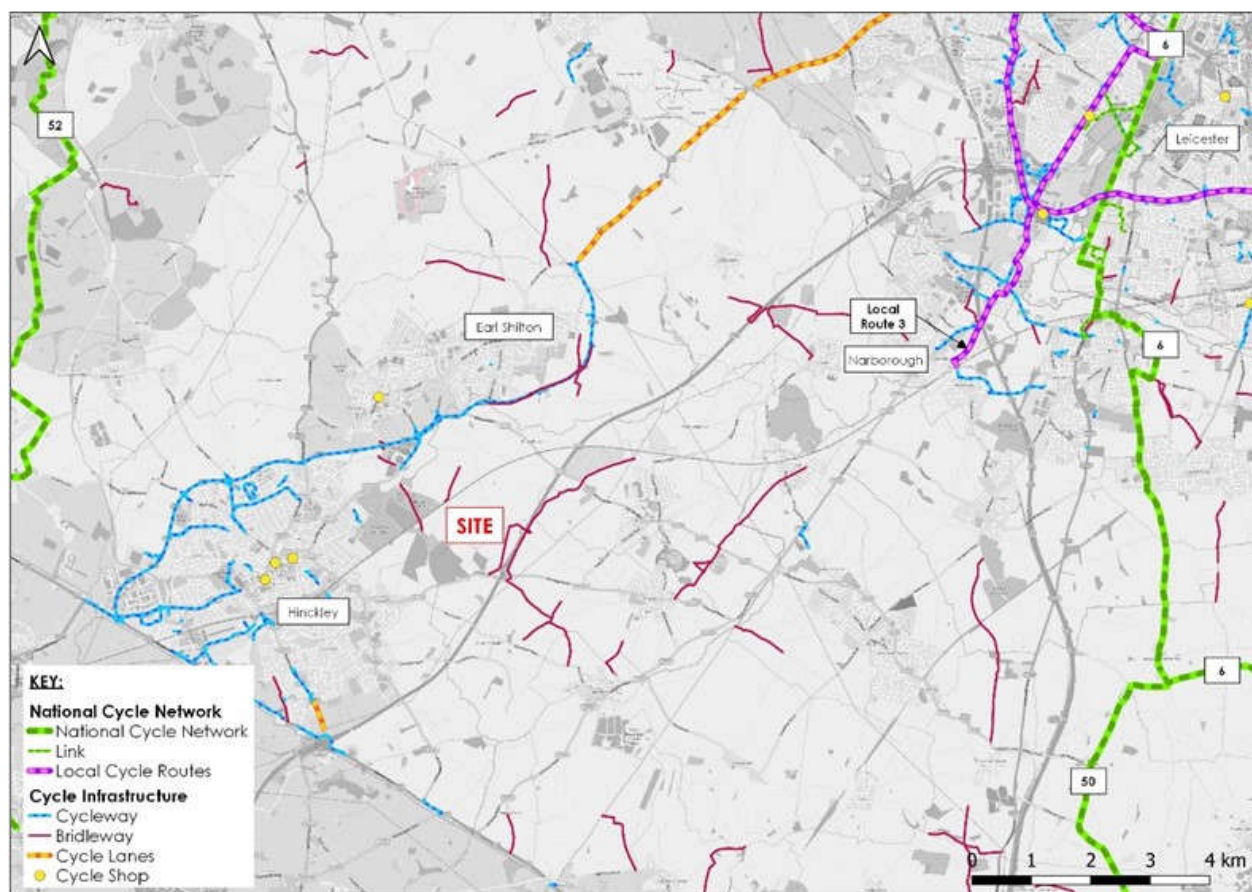 6
52
Leicester
Earl Shilton
Local
Route 3
Narborough
6
SITE
Hinckley
6
50
KEY:
National Cycle Network
National Cycle Network
Link
Local Cycle Routes
Cycle Infrastructure
Cycleway
Bridleway
Cycle Lanes
Cycle Shop
0 1 2 3 4 km